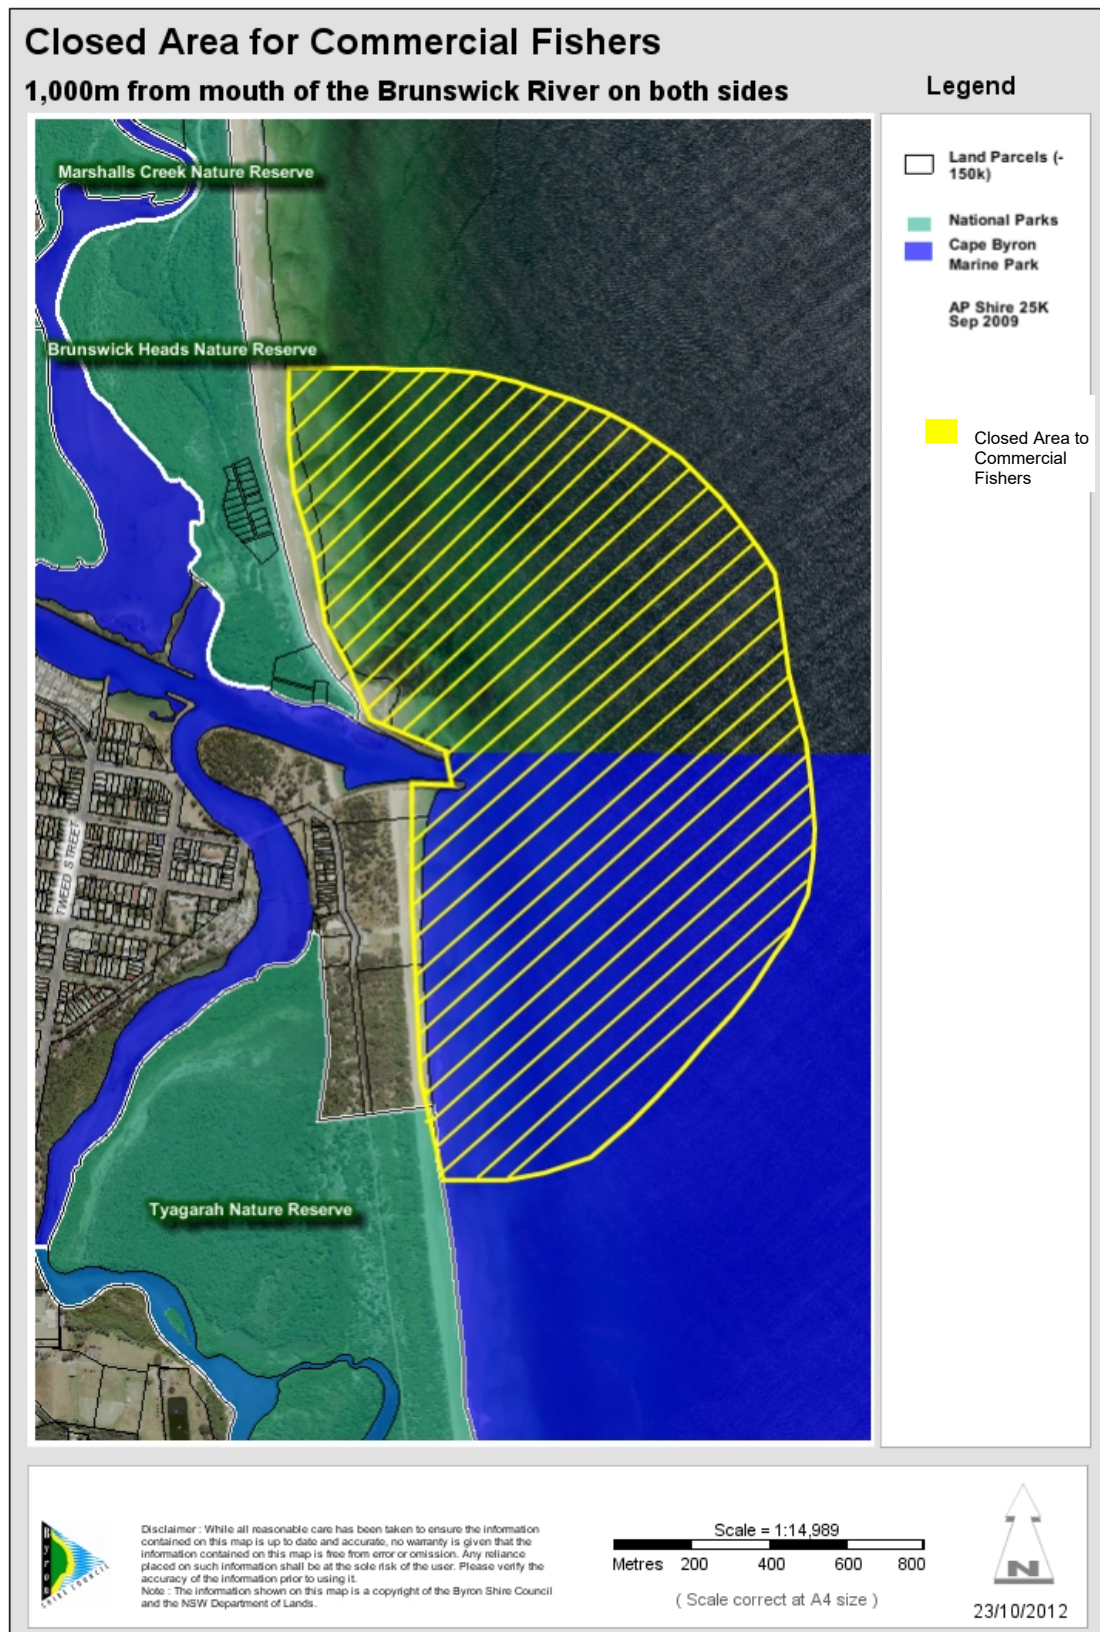 Closed Area for Commercial Fishers
1,000m from mouth of the Brunswick River on both sides
Legend
Marshalls Creek Nature Reserve
Brunswick Heads Nature Reserve
TWEED STREET
Tyagarah Nature Reserve
Land Parcels (-
150k)
National Parks
Cape Byron
Marine Park
AP Shire 25K
Sep 2009
Closed Area to
Commercial
Fishers
Byron
SHIRE COUNCIL
Disclaimer : While all reasonable care has been taken to ensure the information
contained on this map is up to date and accurate, no warranty is given that the
information contained on this map is free from error or omission. Any reliance
placed on such information shall be at the sole risk of the user. Please verify the
accuracy of the information prior to using it.
Note : The information shown on this map is a copyright of the Byron Shire Council
and the NSW Department of Lands.
Scale = 1:14,989
Metres 200 400 600 800
( Scale correct at A4 size )
N
23/10/2012